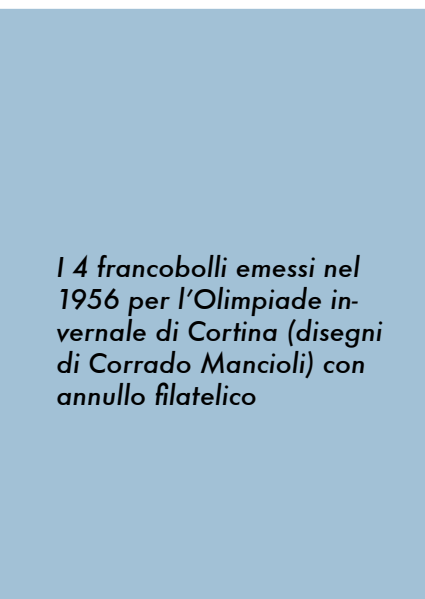 I 4 francobolli emessi nel
1956 per l’Olimpiade in-
vernale di Cortina (disegni
di Corrado Mancioli) con
annullo filatelico